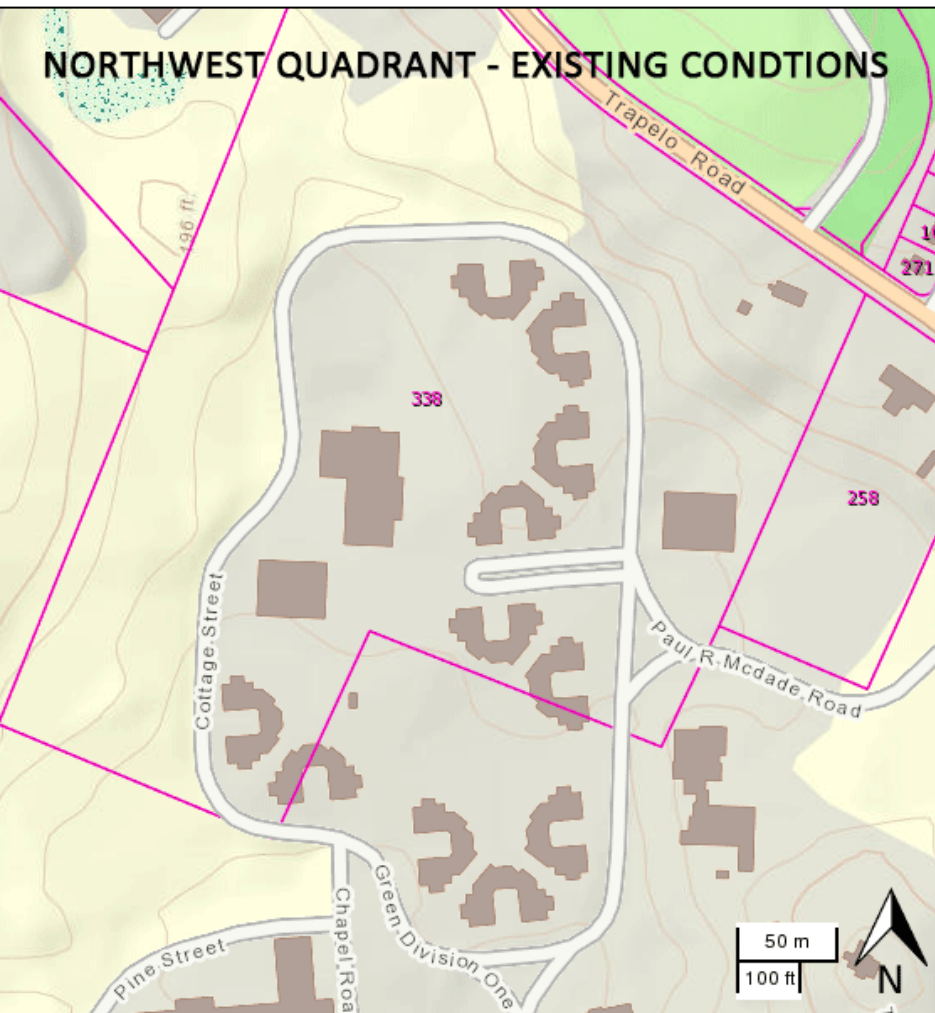 NORTHWEST QUADRANT - EXISTING CONDTIONS
Trapelo Road
196 ft
271
338
258
Cottage Street
Paul R Mcdade Road
Green Division One
Chapel Roa
Pine Street
50 m
100 ft
N